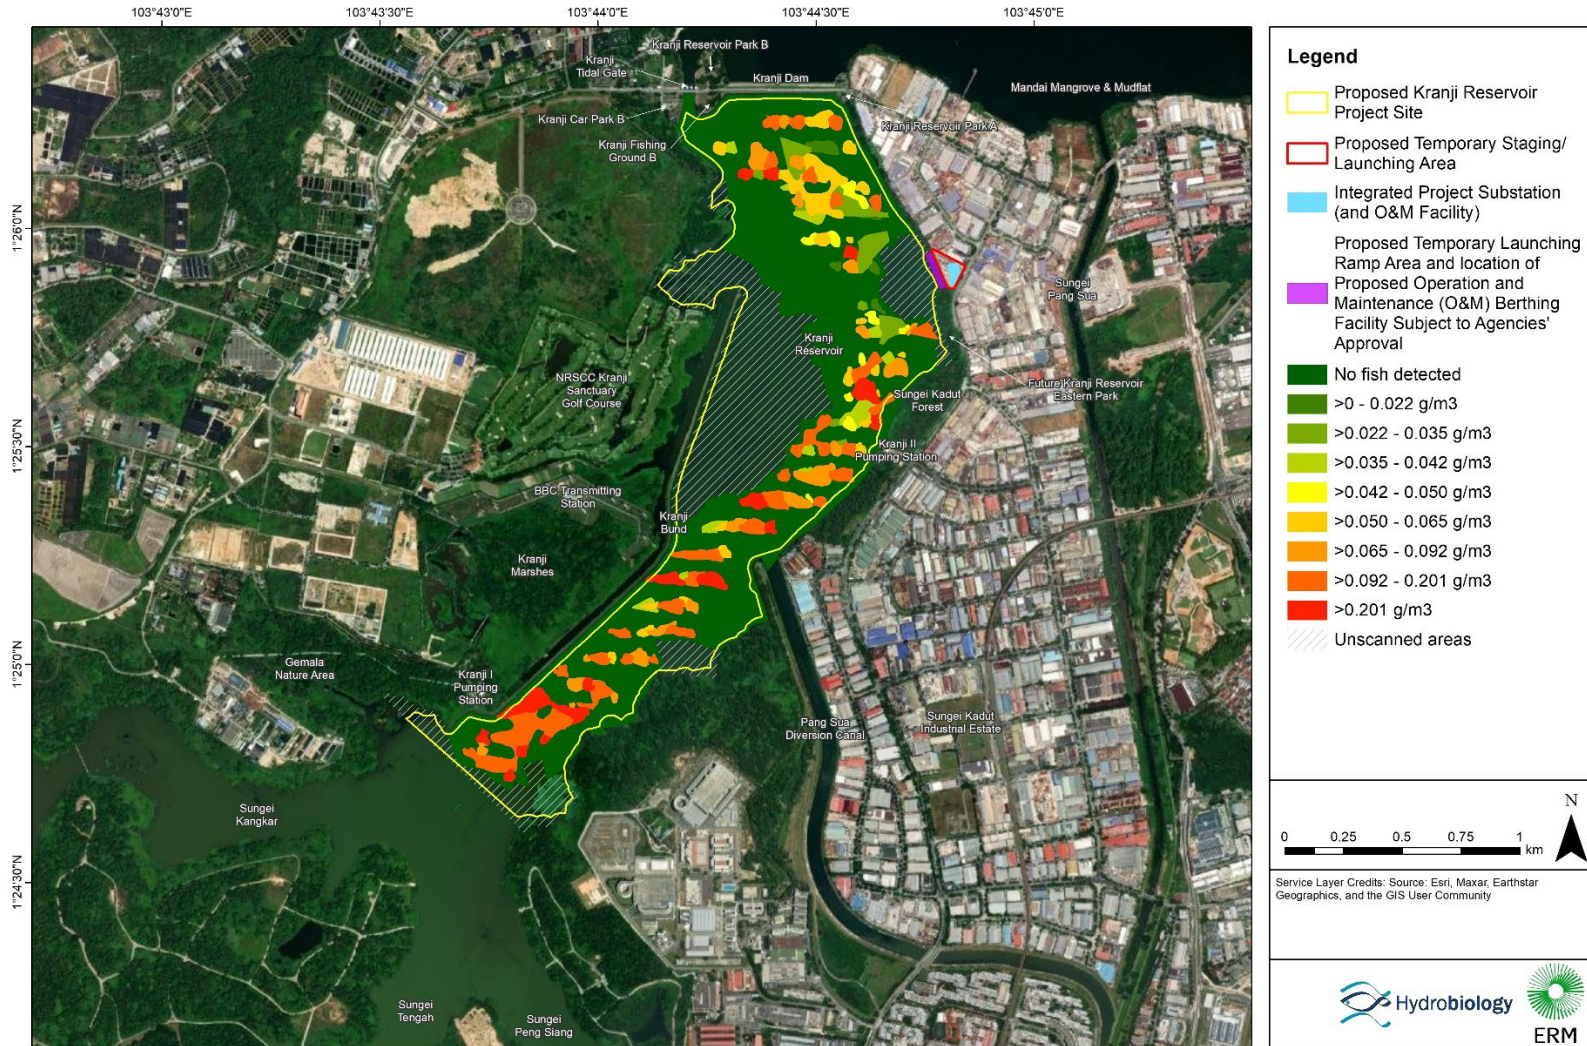 103°43'0"E
103°43'30"E
103°44'0"E
103°44'30"E
103°45'0"E
1°26'0"N
1°25'30"N
1°25'0"N
1°24'30"N
Kranji Reservoir Park B
Kranji
Tidal Gate
Kranji Dam
Mandai Mangrove & Mudflat
Kranji Car Park B
Kranji Reservoir Park A
Kranji Fishing
Ground B
Sungei
Pang Sua
Kranji
Reservoir
NRSCC Kranji
Sanctuary
Golf Course
Future Kranji Reservoir
Eastern Park
Sungei Kadut
Forest
Kranji II
Pumping Station
BBC Transmitting
Station
Kranji
Bund
Kranji
Marshes
Gemala
Nature Area
Kranji I
Pumping
Station
Pang Sua
Diversion Canal
Sungei Kadut
Industrial Estate
Sungei
Kangkar
Sungei
Tengah
Sungei
Peng Siang
Legend
Proposed Kranji Reservoir
Project Site
Proposed Temporary Staging/
Launching Area
Integrated Project Substation
(and O&M Facility)
Proposed Temporary Launching
Ramp Area and location of
Proposed Operation and
Maintenance (O&M) Berthing
Facility Subject to Agencies'
Approval
No fish detected
>0 - 0.022 g/m3
>0.022 - 0.035 g/m3
>0.035 - 0.042 g/m3
>0.042 - 0.050 g/m3
>0.050 - 0.065 g/m3
>0.065 - 0.092 g/m3
>0.092 - 0.201 g/m3
>0.201 g/m3
Unscanned areas
N
0 0.25 0.5 0.75 1
km
Service Layer Credits: Source: Esri, Maxar, Earthstar
Geographics, and the GIS User Community
Hydrobiology
ERM